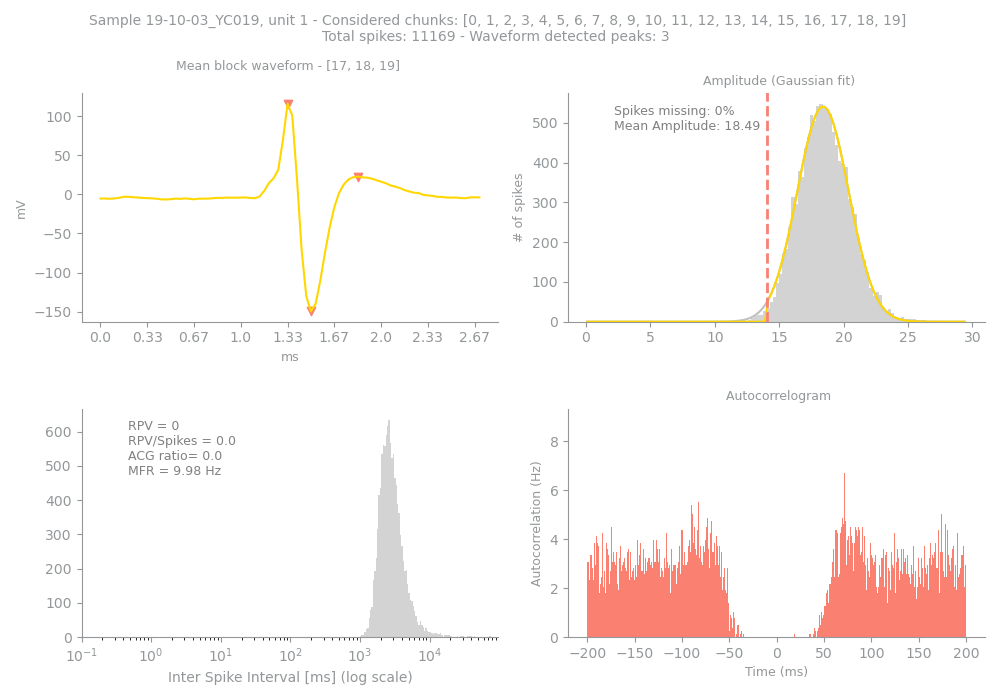 Sample 19-10-03_YC019, unit 1 - Considered chunks: [0, 1, 2, 3, 4, 5, 6, 7, 8, 9, 10, 11, 12, 13, 14, 15, 16, 17, 18, 19]
Total spikes: 11169 - Waveform detected peaks: 3
Mean block waveform - [17, 18, 19]
mV
100
50
0
−50
−100
−150
0.0 0.33 0.67 1.0 1.33 1.67 2.0 2.33 2.67
ms
Amplitude (Gaussian fit)
Spikes missing: 0%
Mean Amplitude: 18.49
# of spikes
500
400
300
200
100
0
0 5 10 15 20 25 30
RPV = 0
RPV/Spikes = 0.0
ACG ratio= 0.0
MFR = 9.98 Hz
600
500
400
300
200
100
0
10⁻¹ 10⁰ 10¹ 10² 10³ 10⁴
Inter Spike Interval [ms] (log scale)
Autocorrelogram
Autocorrelation (Hz)
8
6
4
2
0
−200 −150 −100 −50 0 50 100 150 200
Time (ms)